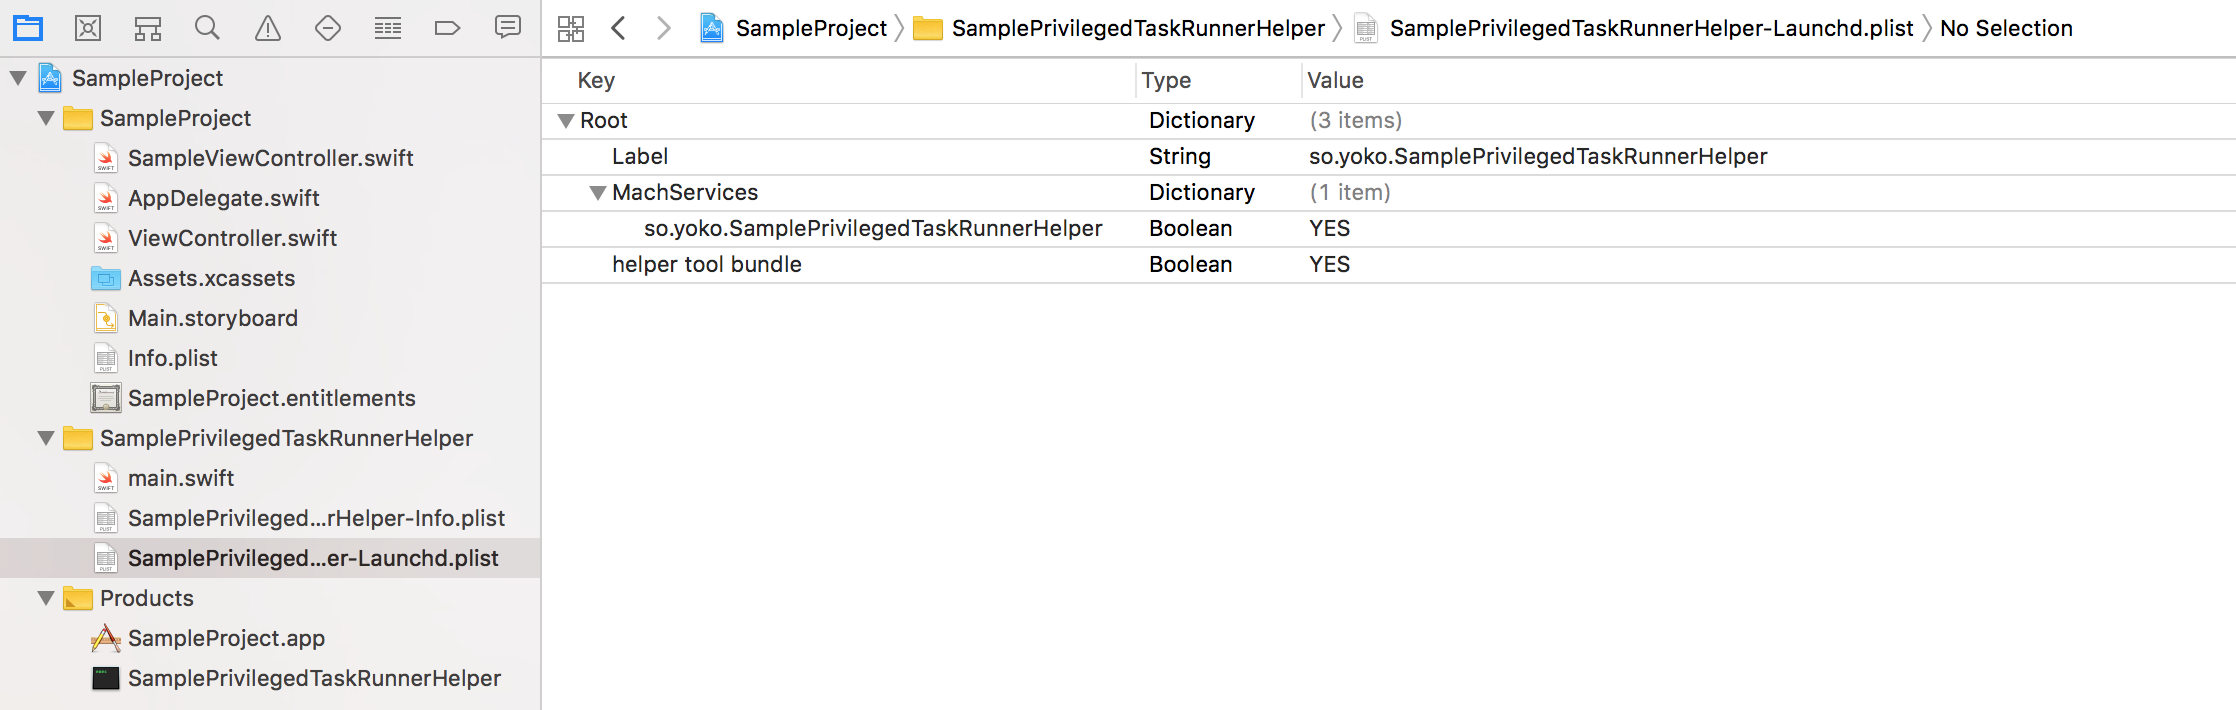 SampleProject SamplePrivilegedTaskRunnerHelper SamplePrivilegedTaskRunnerHelper-Launchd.plist No Selection
SampleProject
SampleProject
SampleViewController.swift
AppDelegate.swift
ViewController.swift
Assets.xcassets
Main.storyboard
Info.plist
SampleProject.entitlements
SamplePrivilegedTaskRunnerHelper
main.swift
SamplePrivileged...rHelper-Info.plist
SamplePrivileged...er-Launchd.plist
Products
SampleProject.app
SamplePrivilegedTaskRunnerHelper
Key Type Value
Root Dictionary (3 items)
Label String so.yoko.SamplePrivilegedTaskRunnerHelper
MachServices Dictionary (1 item)
so.yoko.SamplePrivilegedTaskRunnerHelper Boolean YES
helper tool bundle Boolean YES